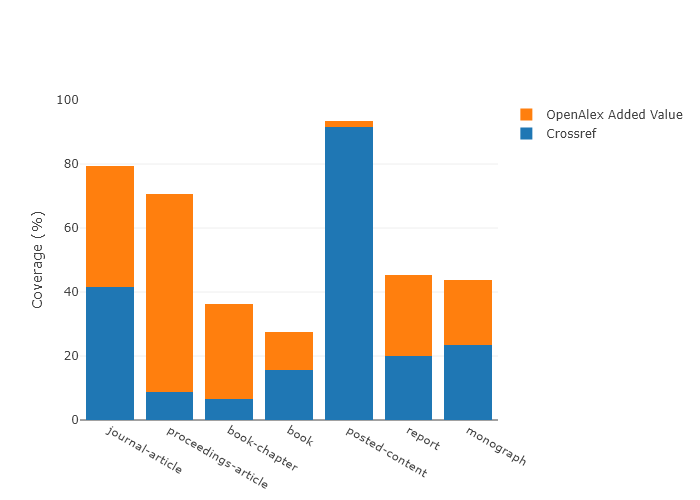 100
80
60
40
20
0
Coverage (%)
journal-article
proceedings-article
book-chapter
book
posted-content
report
monograph
OpenAlex Added Value
Crossref